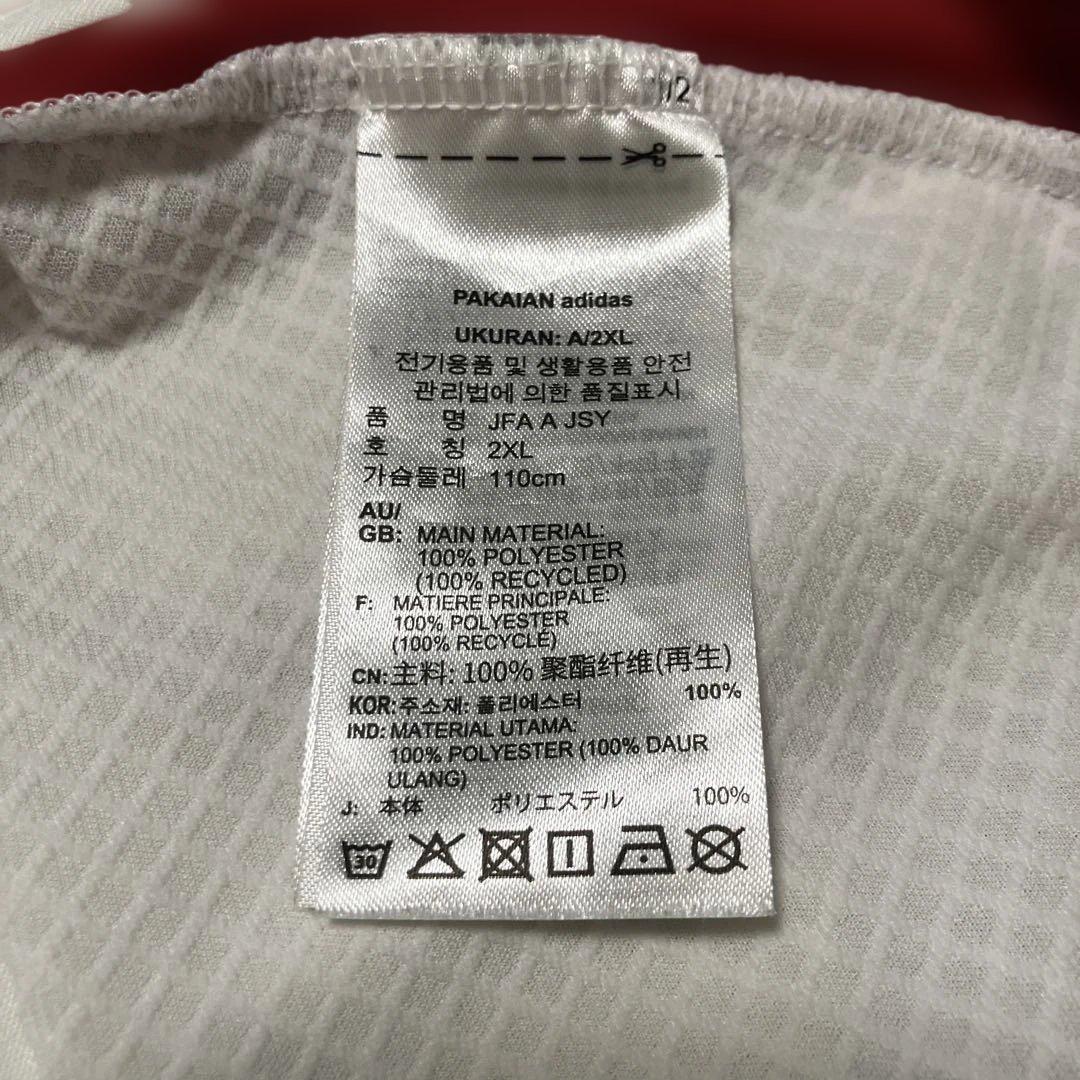 1/2
PAKAIAN adidas
UKURAN: A/2XL
전기용품 및 생활용품 안전
관리법에 의한 품질표시
품 명 JFA A JSY
호 칭 2XL
가슴둘레 110cm
AU/
GB: MAIN MATERIAL:
100% POLYESTER
(100% RECYCLED)
F: MATIERE PRINCIPALE:
100% POLYESTER
(100% RECYCLÉ)
CN: 主料: 100% 聚酯纤维(再生)
KOR: 주소재: 폴리에스터 100%
IND: MATERIAL UTAMA:
100% POLYESTER (100% DAUR
ULANG)
J: 本体 ポリエステル 100%
30